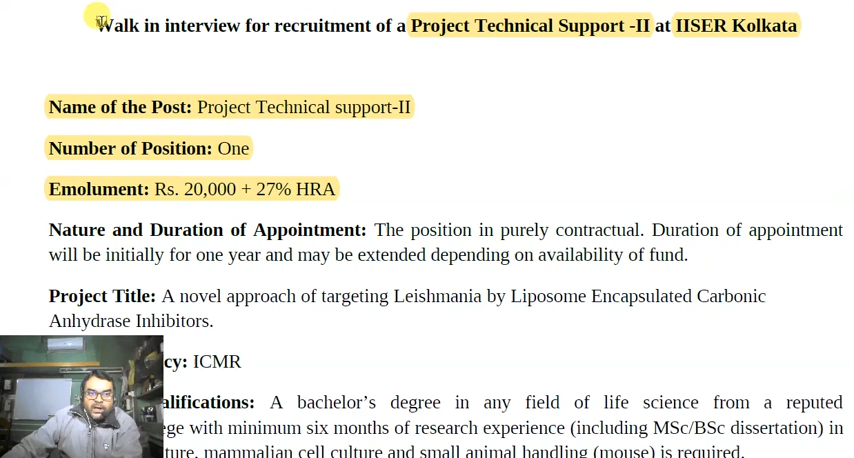 Walk in interview for recruitment of a Project Technical Support -II at IISER Kolkata
Name of the Post: Project Technical support-II
Number of Position: One
Emolument: Rs. 20,000 + 27% HRA
Nature and Duration of Appointment: The position in purely contractual. Duration of appointment
will be initially for one year and may be extended depending on availability of fund.
Project Title: A novel approach of targeting Leishmania by Liposome Encapsulated Carbonic
Anhydrase Inhibitors.
cy: ICMR
alifications: A bachelor's degree in any field of life science from a reputed
ege with minimum six months of research experience (including MSc/BSc dissertation) in
ture, mammalian cell culture and small animal handling (mouse) is required.